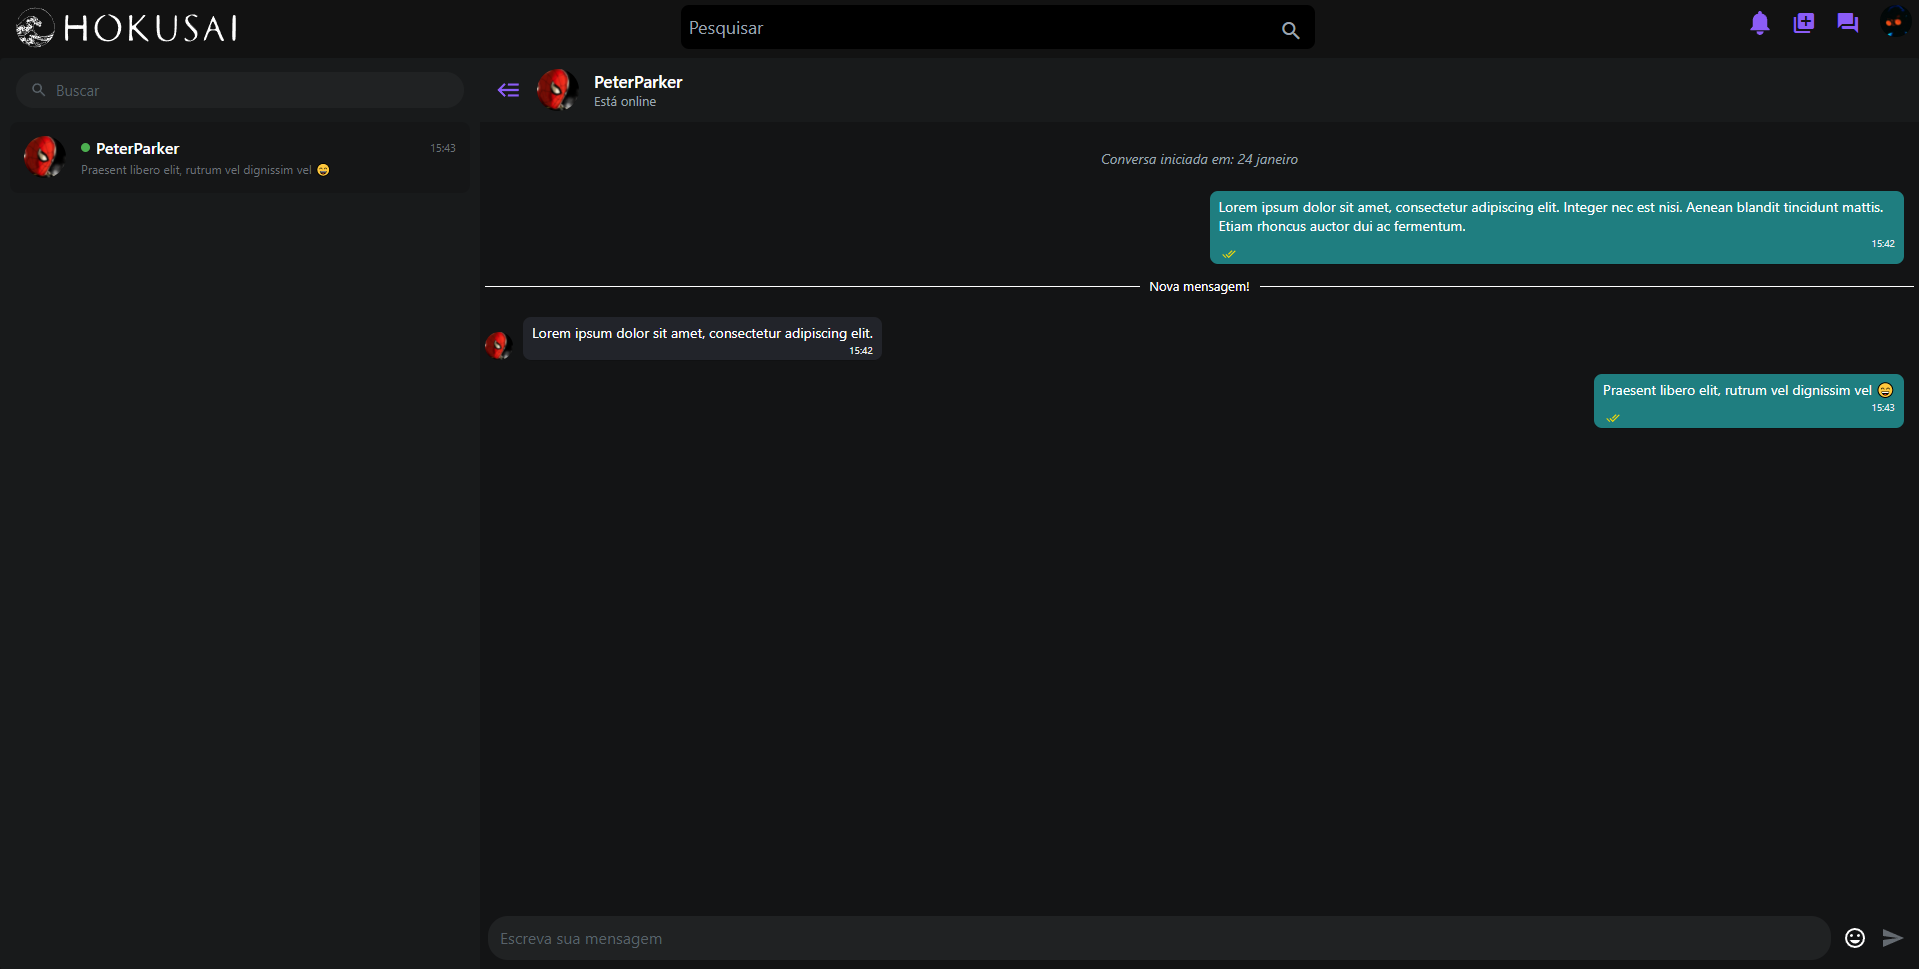 HOKUSAI
Pesquisar
Buscar
PeterParker
15:43
Praesent libero elit, rutrum vel dignissim vel 😄
PeterParker
Está online
Conversa iniciada em: 24 janeiro
Lorem ipsum dolor sit amet, consectetur adipiscing elit. Integer nec est nisi. Aenean blandit tincidunt mattis.
Etiam rhoncus auctor dui ac fermentum.
15:42
Nova mensagem!
Lorem ipsum dolor sit amet, consectetur adipiscing elit.
15:42
Praesent libero elit, rutrum vel dignissim vel 😄
15:43
Escreva sua mensagem